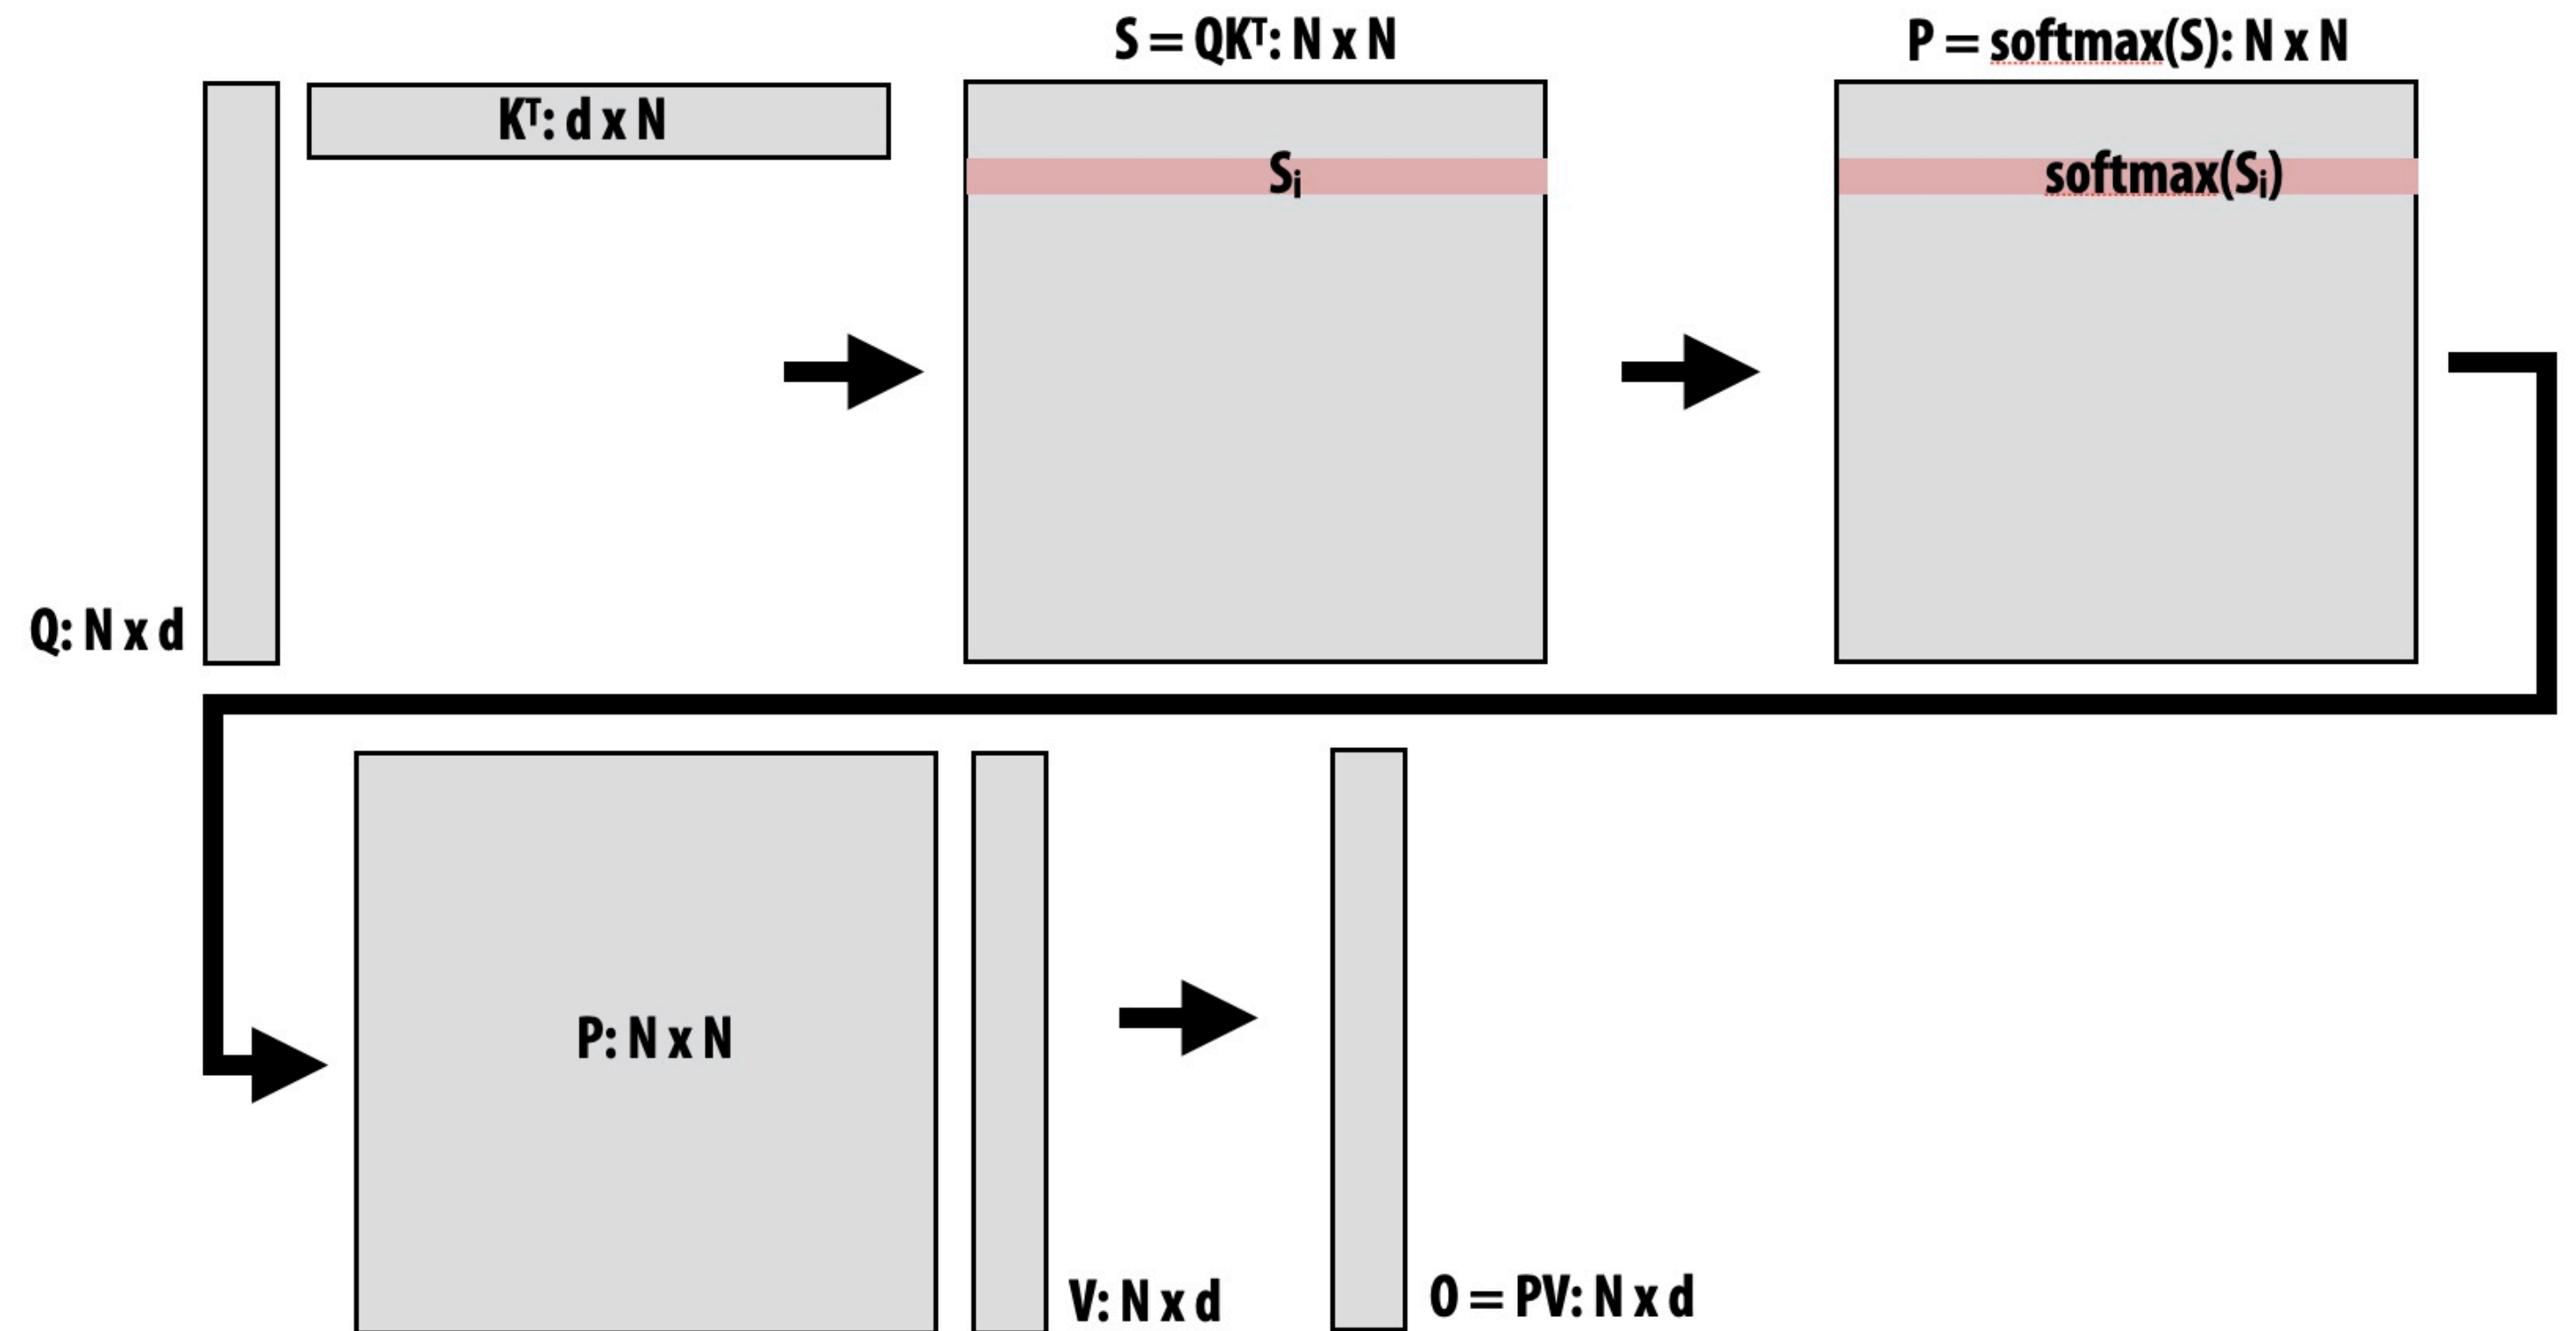 S = QKᵀ: N x N
P = softmax(S): N x N
Kᵀ: d x N
Sᵢ
softmax(Sᵢ)
Q: N x d
P: N x N
V: N x d
O = PV: N x d